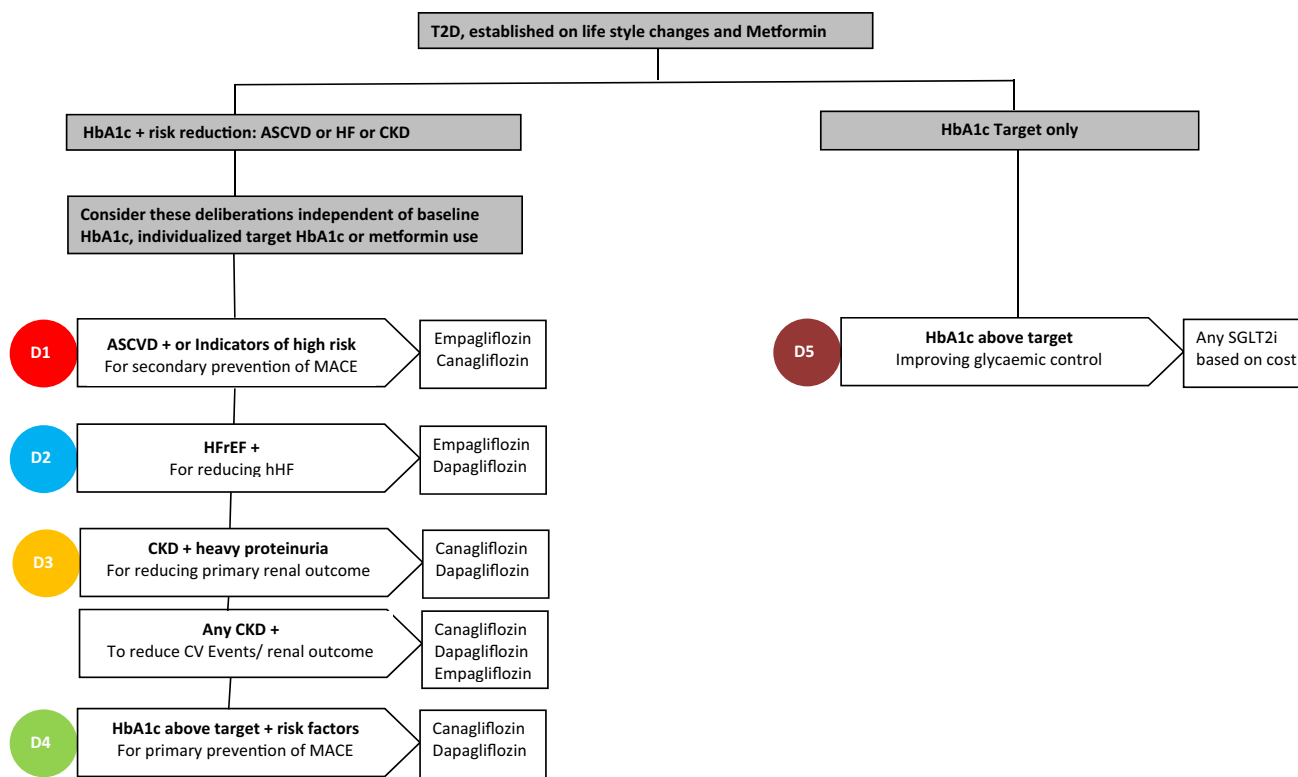 T2D, established on life style changes and Metformin
HbA1c + risk reduction: ASCVD or HF or CKD
HbA1c Target only
Consider these deliberations independent of baseline
HbA1c, individualized target HbA1c or metformin use
D1
ASCVD + or Indicators of high risk
For secondary prevention of MACE
Empagliflozin
Canagliflozin
D5
HbA1c above target
Improving glycaemic control
Any SGLT2i
based on cost
D2
HFrEF +
For reducing hHF
Empagliflozin
Dapagliflozin
D3
CKD + heavy proteinuria
For reducing primary renal outcome
Canagliflozin
Dapagliflozin
Any CKD +
To reduce CV Events/ renal outcome
Canagliflozin
Dapagliflozin
Empagliflozin
D4
HbA1c above target + risk factors
For primary prevention of MACE
Canagliflozin
Dapagliflozin